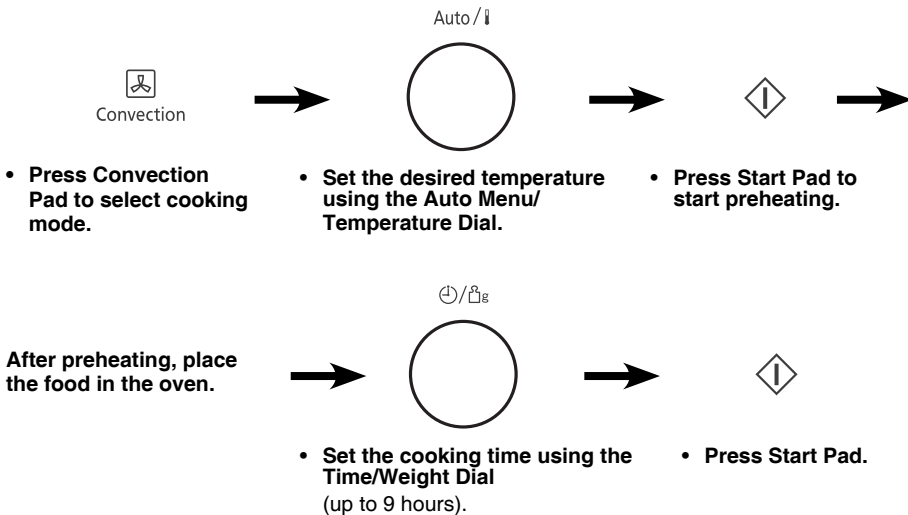 Auto/
Convection
• Press Convection
Pad to select cooking
mode.
• Set the desired temperature
using the Auto Menu/
Temperature Dial.
• Press Start Pad to
start preheating.
/g
After preheating, place
the food in the oven.
• Set the cooking time using the
Time/Weight Dial
(up to 9 hours).
• Press Start Pad.